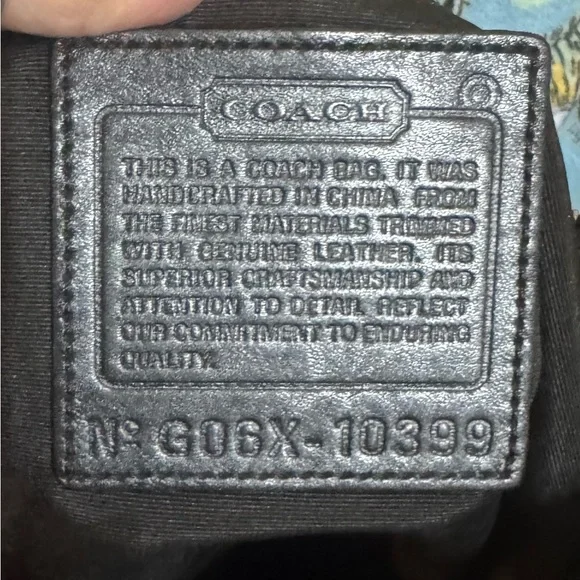 COACH
THIS IS A COACH BAG. IT WAS
HANDCRAFTED IN CHINA FROM
THE FINEST MATERIALS TRIMMED
WITH GENUINE LEATHER. ITS
SUPERIOR CRAFTSMANSHIP AND
ATTENTION TO DETAIL REFLECT
OUR COMMITMENT TO ENDURING
QUALITY.
Nº G06X-10399